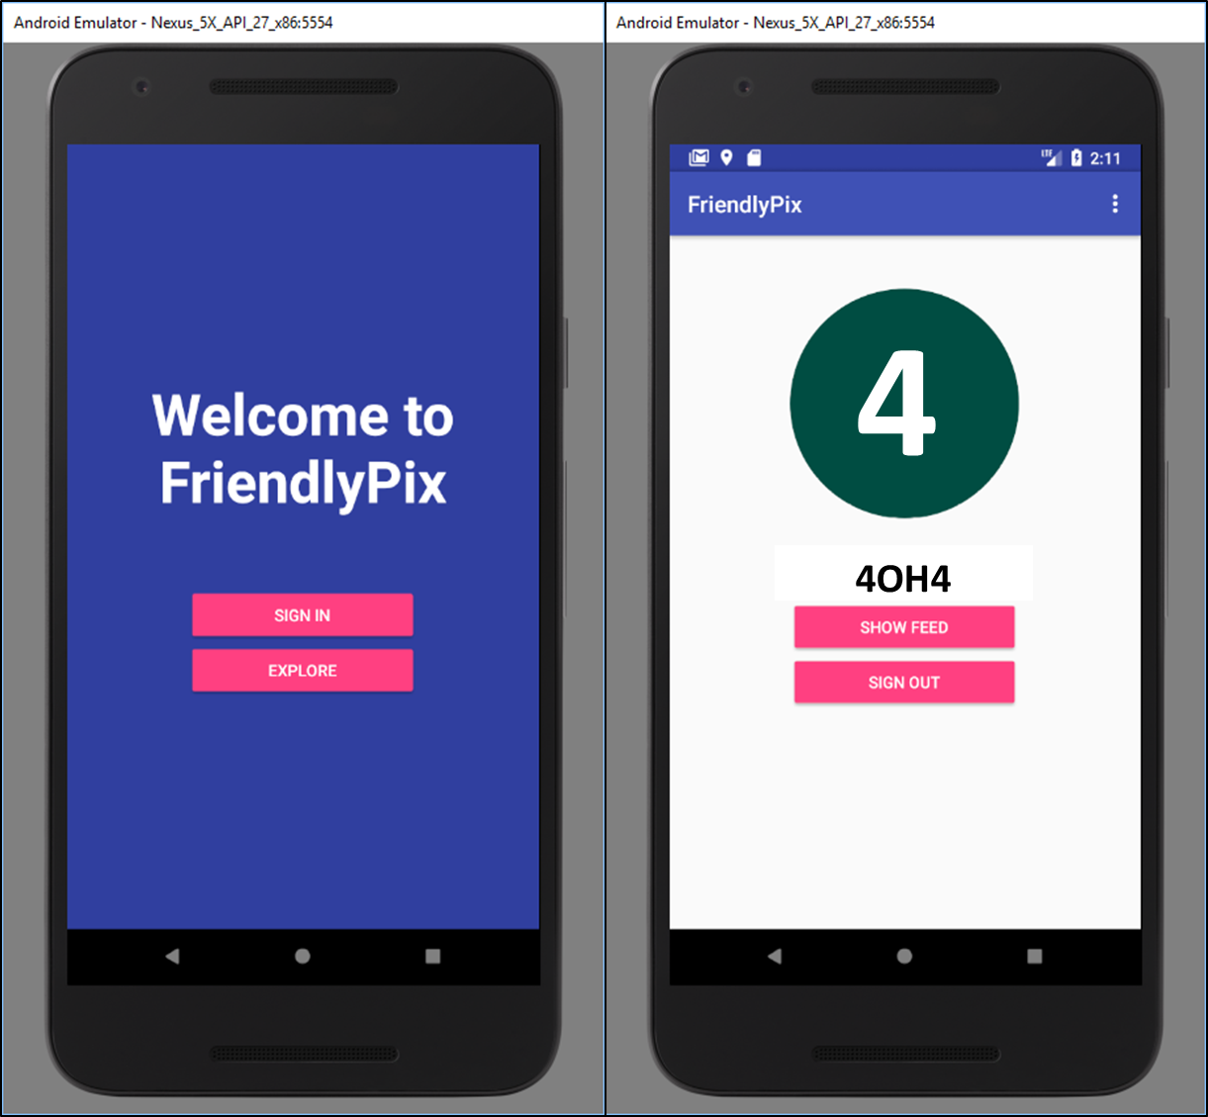 Android Emulator - Nexus_5X_API_27_x86:5554
Welcome to
FriendlyPix
SIGN IN
EXPLORE
Android Emulator - Nexus_5X_API_27_x86:5554
LTE 2:11
FriendlyPix
4
4OH4
SHOW FEED
SIGN OUT